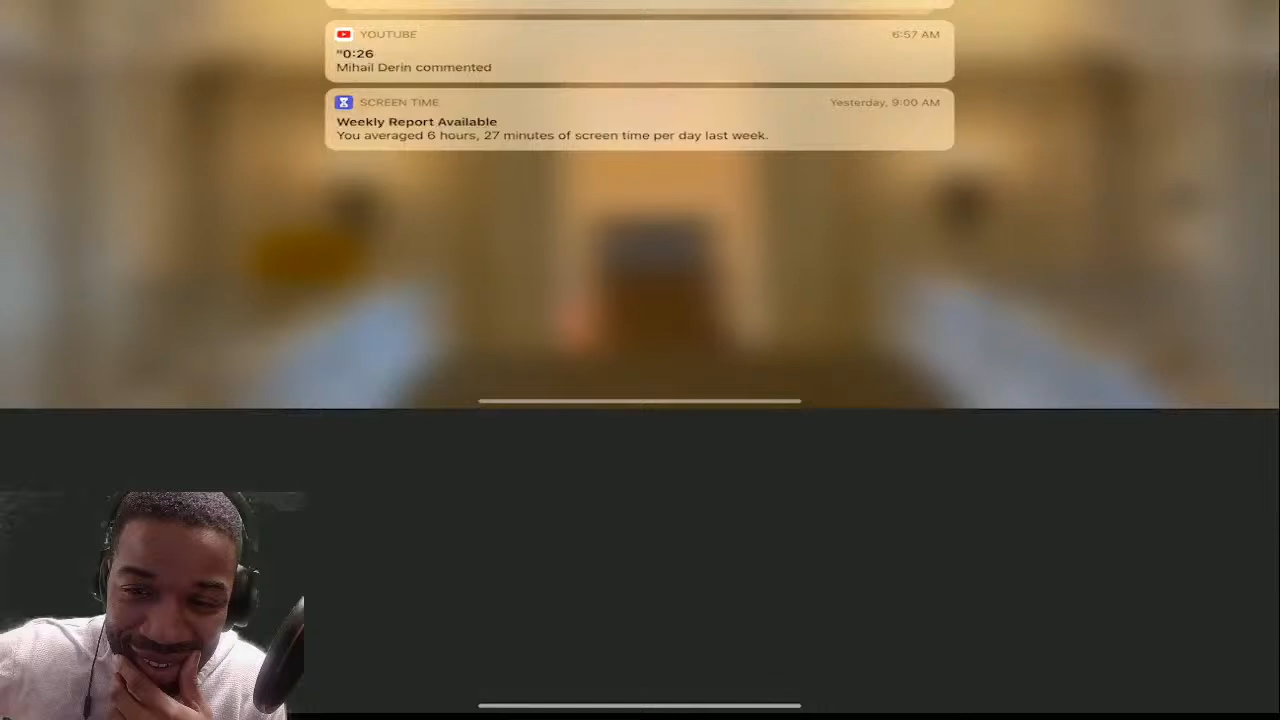 YOUTUBE 6:57 AM
"0:26
Mihail Derin commented
SCREEN TIME Yesterday, 9:00 AM
Weekly Report Available
You averaged 6 hours, 27 minutes of screen time per day last week.